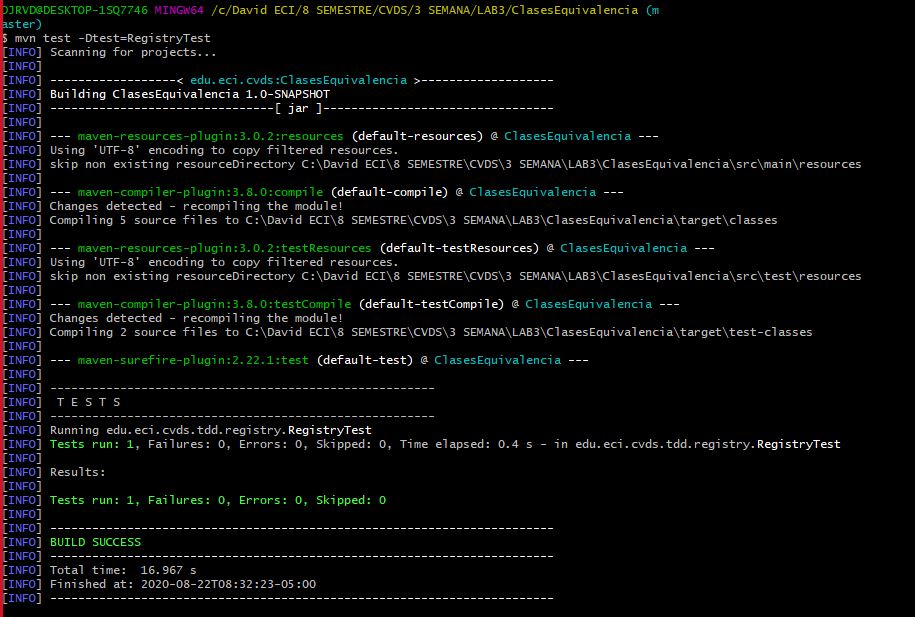 DJRVD@DESKTOP-1SQ7746 MINGW64 /c/David ECI/8 SEMESTRE/CVDS/3 SEMANA/LAB3/ClasesEquivalencia (m
aster)
$ mvn test -Dtest=RegistryTest
[INFO] Scanning for projects...
[INFO]
[INFO] ------------------< edu.eci.cvds:ClasesEquivalencia >-------------------
[INFO] Building ClasesEquivalencia 1.0-SNAPSHOT
[INFO] --------------------------------[ jar ]---------------------------------
[INFO]
[INFO] --- maven-resources-plugin:3.0.2:resources (default-resources) @ ClasesEquivalencia ---
[INFO] Using 'UTF-8' encoding to copy filtered resources.
[INFO] skip non existing resourceDirectory C:\David ECI\8 SEMESTRE\CVDS\3 SEMANA\LAB3\ClasesEquivalencia\src\main\resources
[INFO]
[INFO] --- maven-compiler-plugin:3.8.0:compile (default-compile) @ ClasesEquivalencia ---
[INFO] Changes detected - recompiling the module!
[INFO] Compiling 5 source files to C:\David ECI\8 SEMESTRE\CVDS\3 SEMANA\LAB3\ClasesEquivalencia\target\classes
[INFO]
[INFO] --- maven-resources-plugin:3.0.2:testResources (default-testResources) @ ClasesEquivalencia ---
[INFO] Using 'UTF-8' encoding to copy filtered resources.
[INFO] skip non existing resourceDirectory C:\David ECI\8 SEMESTRE\CVDS\3 SEMANA\LAB3\ClasesEquivalencia\src\test\resources
[INFO]
[INFO] --- maven-compiler-plugin:3.8.0:testCompile (default-testCompile) @ ClasesEquivalencia ---
[INFO] Changes detected - recompiling the module!
[INFO] Compiling 2 source files to C:\David ECI\8 SEMESTRE\CVDS\3 SEMANA\LAB3\ClasesEquivalencia\target\test-classes
[INFO]
[INFO] --- maven-surefire-plugin:2.22.1:test (default-test) @ ClasesEquivalencia ---
[INFO]
[INFO] -------------------------------------------------------
[INFO]  T E S T S
[INFO] -------------------------------------------------------
[INFO] Running edu.eci.cvds.tdd.registry.RegistryTest
[INFO] Tests run: 1, Failures: 0, Errors: 0, Skipped: 0, Time elapsed: 0.4 s - in edu.eci.cvds.tdd.registry.RegistryTest
[INFO]
[INFO] Results:
[INFO]
[INFO] Tests run: 1, Failures: 0, Errors: 0, Skipped: 0
[INFO]
[INFO] ------------------------------------------------------------------------
[INFO] BUILD SUCCESS
[INFO] ------------------------------------------------------------------------
[INFO] Total time:  16.967 s
[INFO] Finished at: 2020-08-22T08:32:23-05:00
[INFO] ------------------------------------------------------------------------